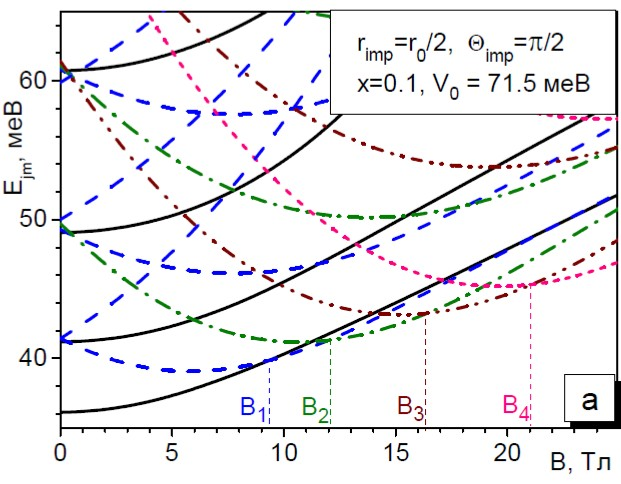 r_imp=r_0/2, Θ_imp=π/2
x=0.1, V_0 = 71.5 меВ
E_jm, меВ
60
50
40
B_1
B_2
B_3
B_4
а
0
5
10
15
20
B, Тл